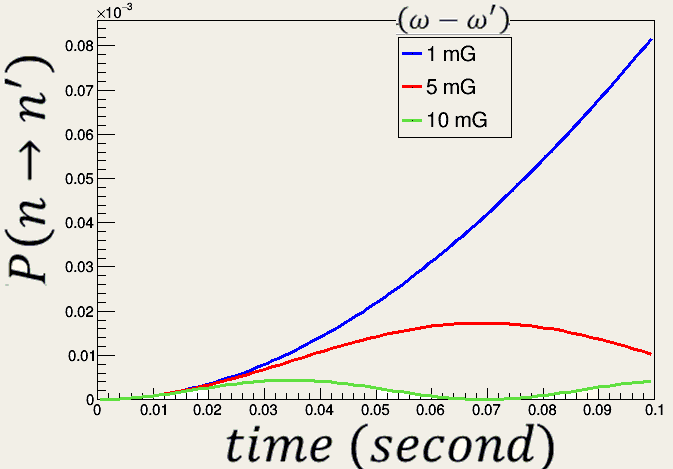 ×10⁻³
(ω − ω′)
1 mG
5 mG
10 mG
P(n → n′)
0.08
0.07
0.06
0.05
0.04
0.03
0.02
0.01
0
0 0.01 0.02 0.03 0.04 0.05 0.06 0.07 0.08 0.09 0.1
time (second)